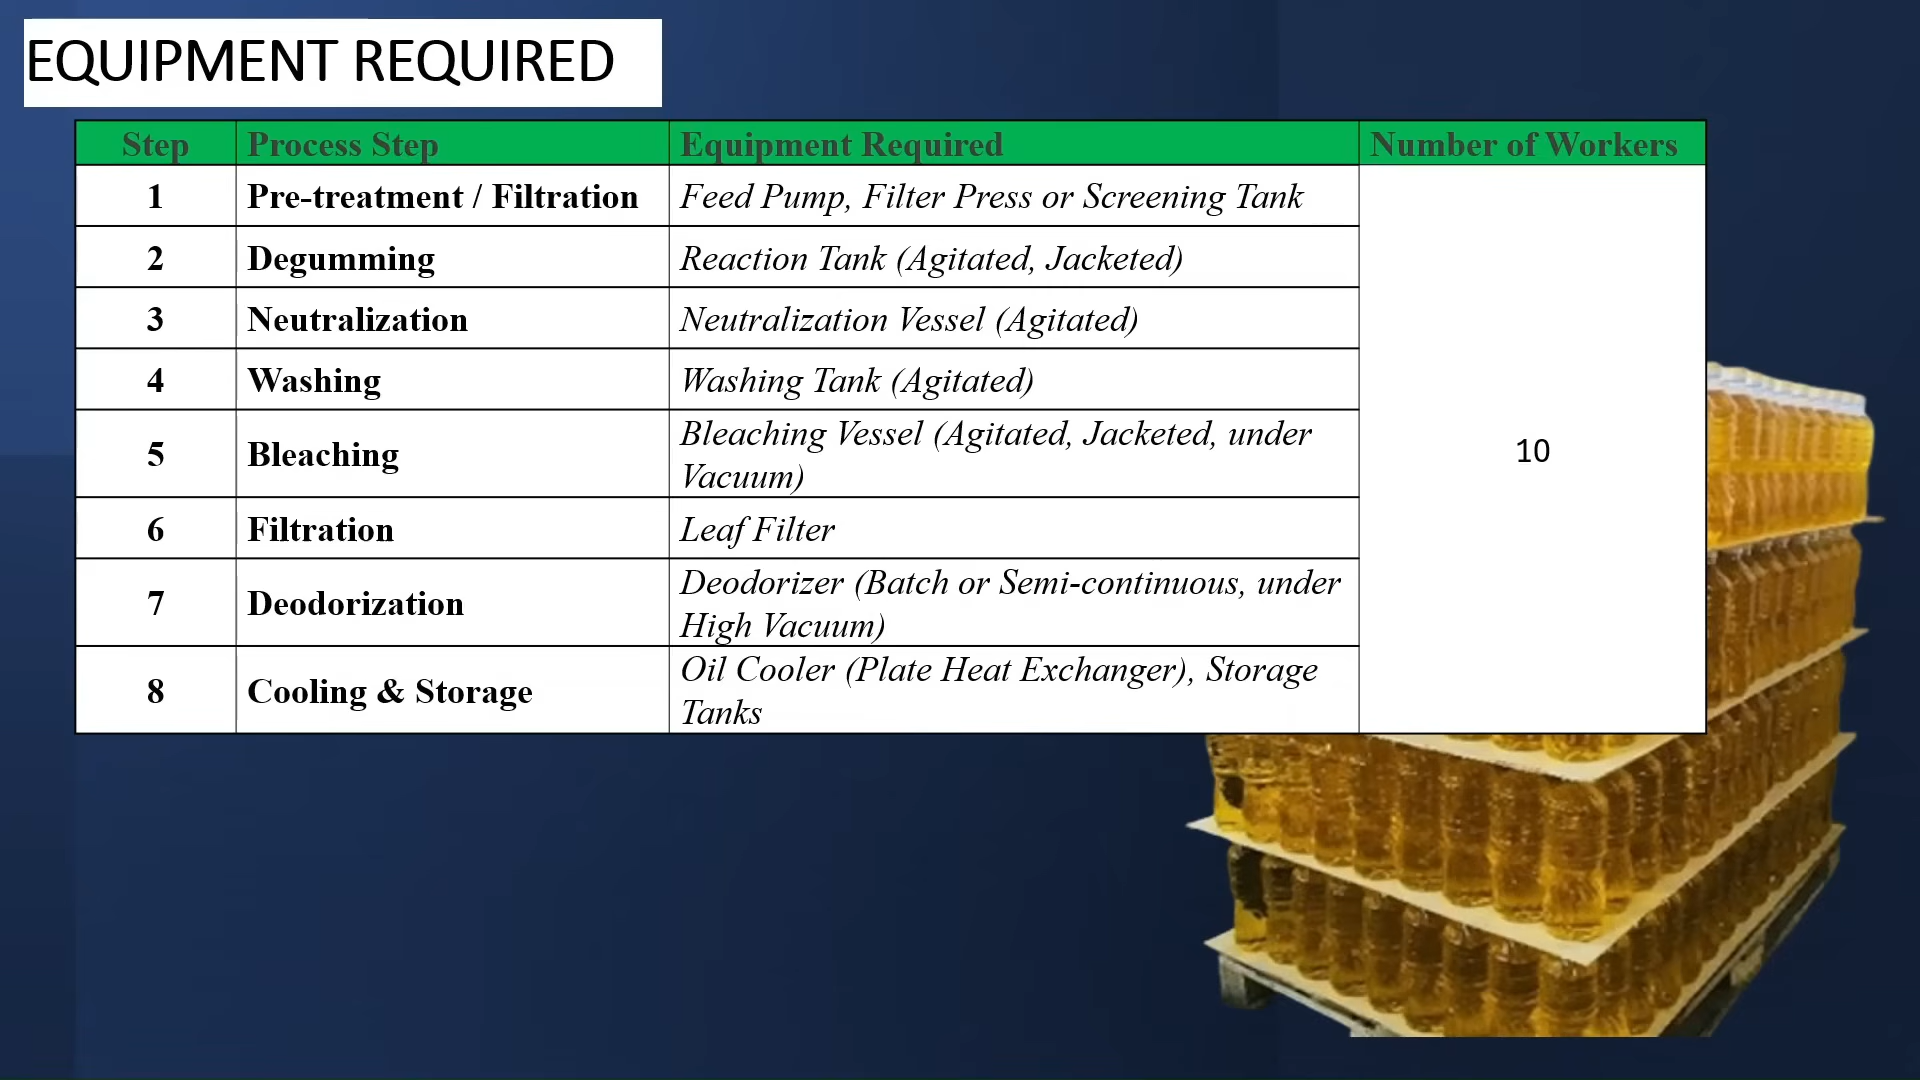 EQUIPMENT REQUIRED
Step Process Step Equipment Required Number of Workers
1 Pre-treatment / Filtration Feed Pump, Filter Press or Screening Tank
2 Degumming Reaction Tank (Agitated, Jacketed)
3 Neutralization Neutralization Vessel (Agitated)
4 Washing Washing Tank (Agitated)
5 Bleaching Bleaching Vessel (Agitated, Jacketed, under
Vacuum)
10
6 Filtration Leaf Filter
7 Deodorization Deodorizer (Batch or Semi-continuous, under
High Vacuum)
8 Cooling & Storage Oil Cooler (Plate Heat Exchanger), Storage
Tanks